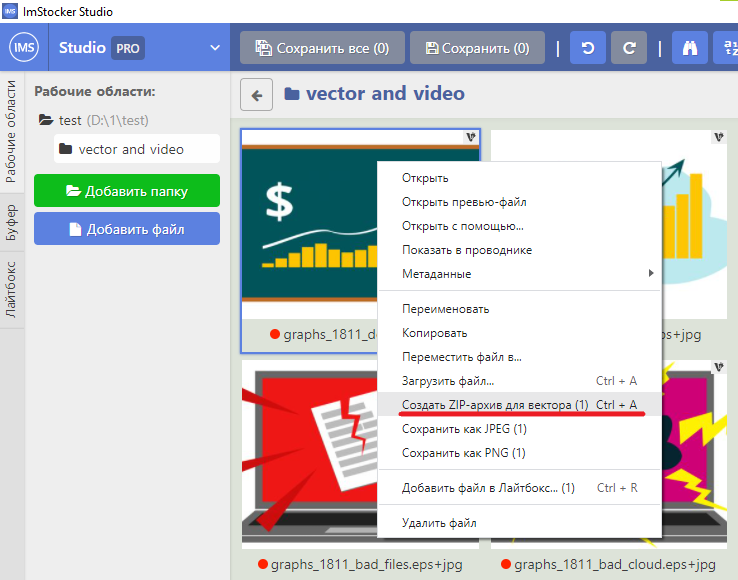 IMS ImStocker Studio
IMS Studio PRO
Сохранить все (0)
Сохранить (0)
Рабочие области
Буфер
Лайтбокс
Рабочие области:
test (D:\1\test)
vector and video
Добавить папку
Добавить файл
vector and video
$
Открыть
Открыть превью-файл
Открыть с помощью...
Показать в проводнике
Метаданные
Переименовать
Копировать
Переместить файл в...
Загрузить файл... Ctrl + A
Создать ZIP-архив для вектора (1) Ctrl + A
Сохранить как JPEG (1)
Сохранить как PNG (1)
Добавить файл в Лайтбокс... (1) Ctrl + R
Удалить файл
graphs_1811_d
ps+jpg
graphs_1811_bad_files.eps+jpg
graphs_1811_bad_cloud.eps+jpg